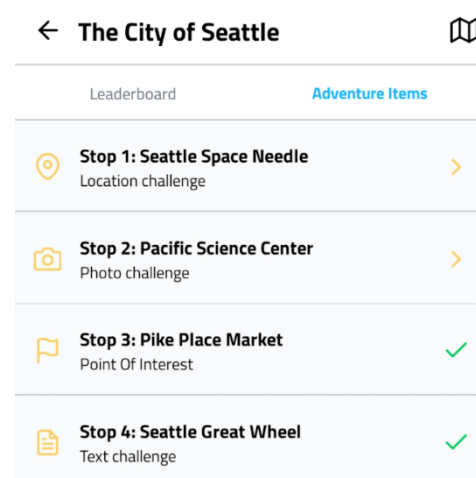 The City of Seattle
Leaderboard Adventure Items
Stop 1: Seattle Space Needle
Location challenge
Stop 2: Pacific Science Center
Photo challenge
Stop 3: Pike Place Market
Point Of Interest
Stop 4: Seattle Great Wheel
Text challenge